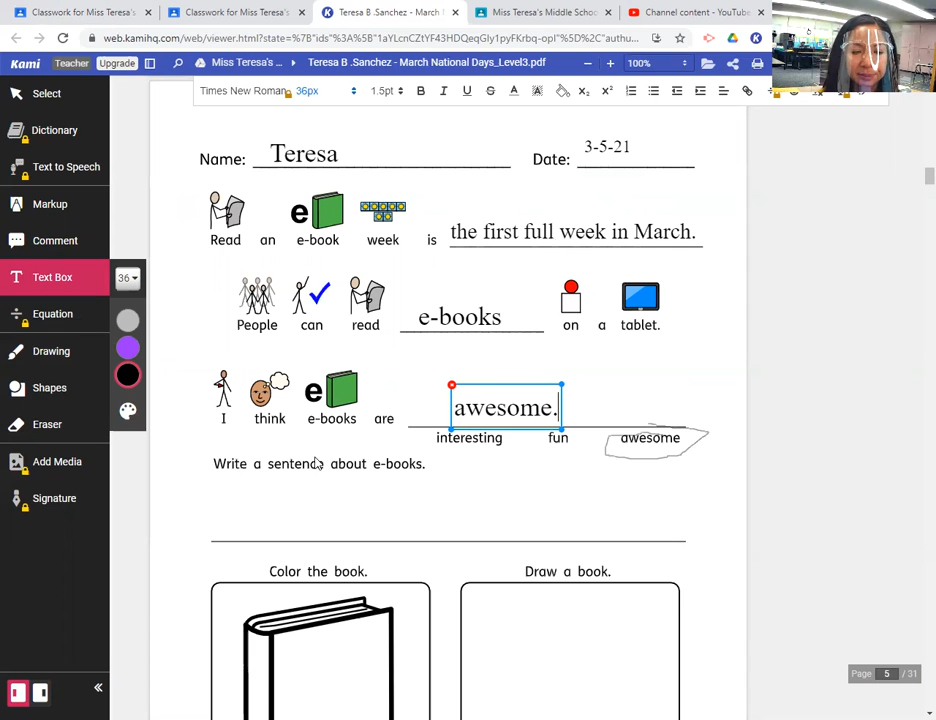 Classwork for Miss Teresa's
Classwork for Miss Teresa's
Teresa B .Sanchez - March
Miss Teresa's Middle Schoo
Channel content - YouTube
web.kamihq.com/web/viewer.html?state=%7B"ids"%3A%5B"1aYLcnCZtYF43HDQeqGly1pyFKrbq-opI"%5D%2C"authu...
Kami Teacher Upgrade
Miss Teresa's ...
Teresa B .Sanchez - March National Days_Level3.pdf
100%
Times New Roman 36px 1.5pt
Select
Dictionary
Text to Speech
Markup
Comment
Text Box
Equation
Drawing
Shapes
Eraser
Add Media
Signature
36
Name: Teresa Date: 3-5-21
Read an e-book week is the first full week in March.
People can read e-books on a tablet.
I think e-books are awesome.
interesting fun awesome
Write a sentence about e-books.
Color the book. Draw a book.
Page 5 / 31